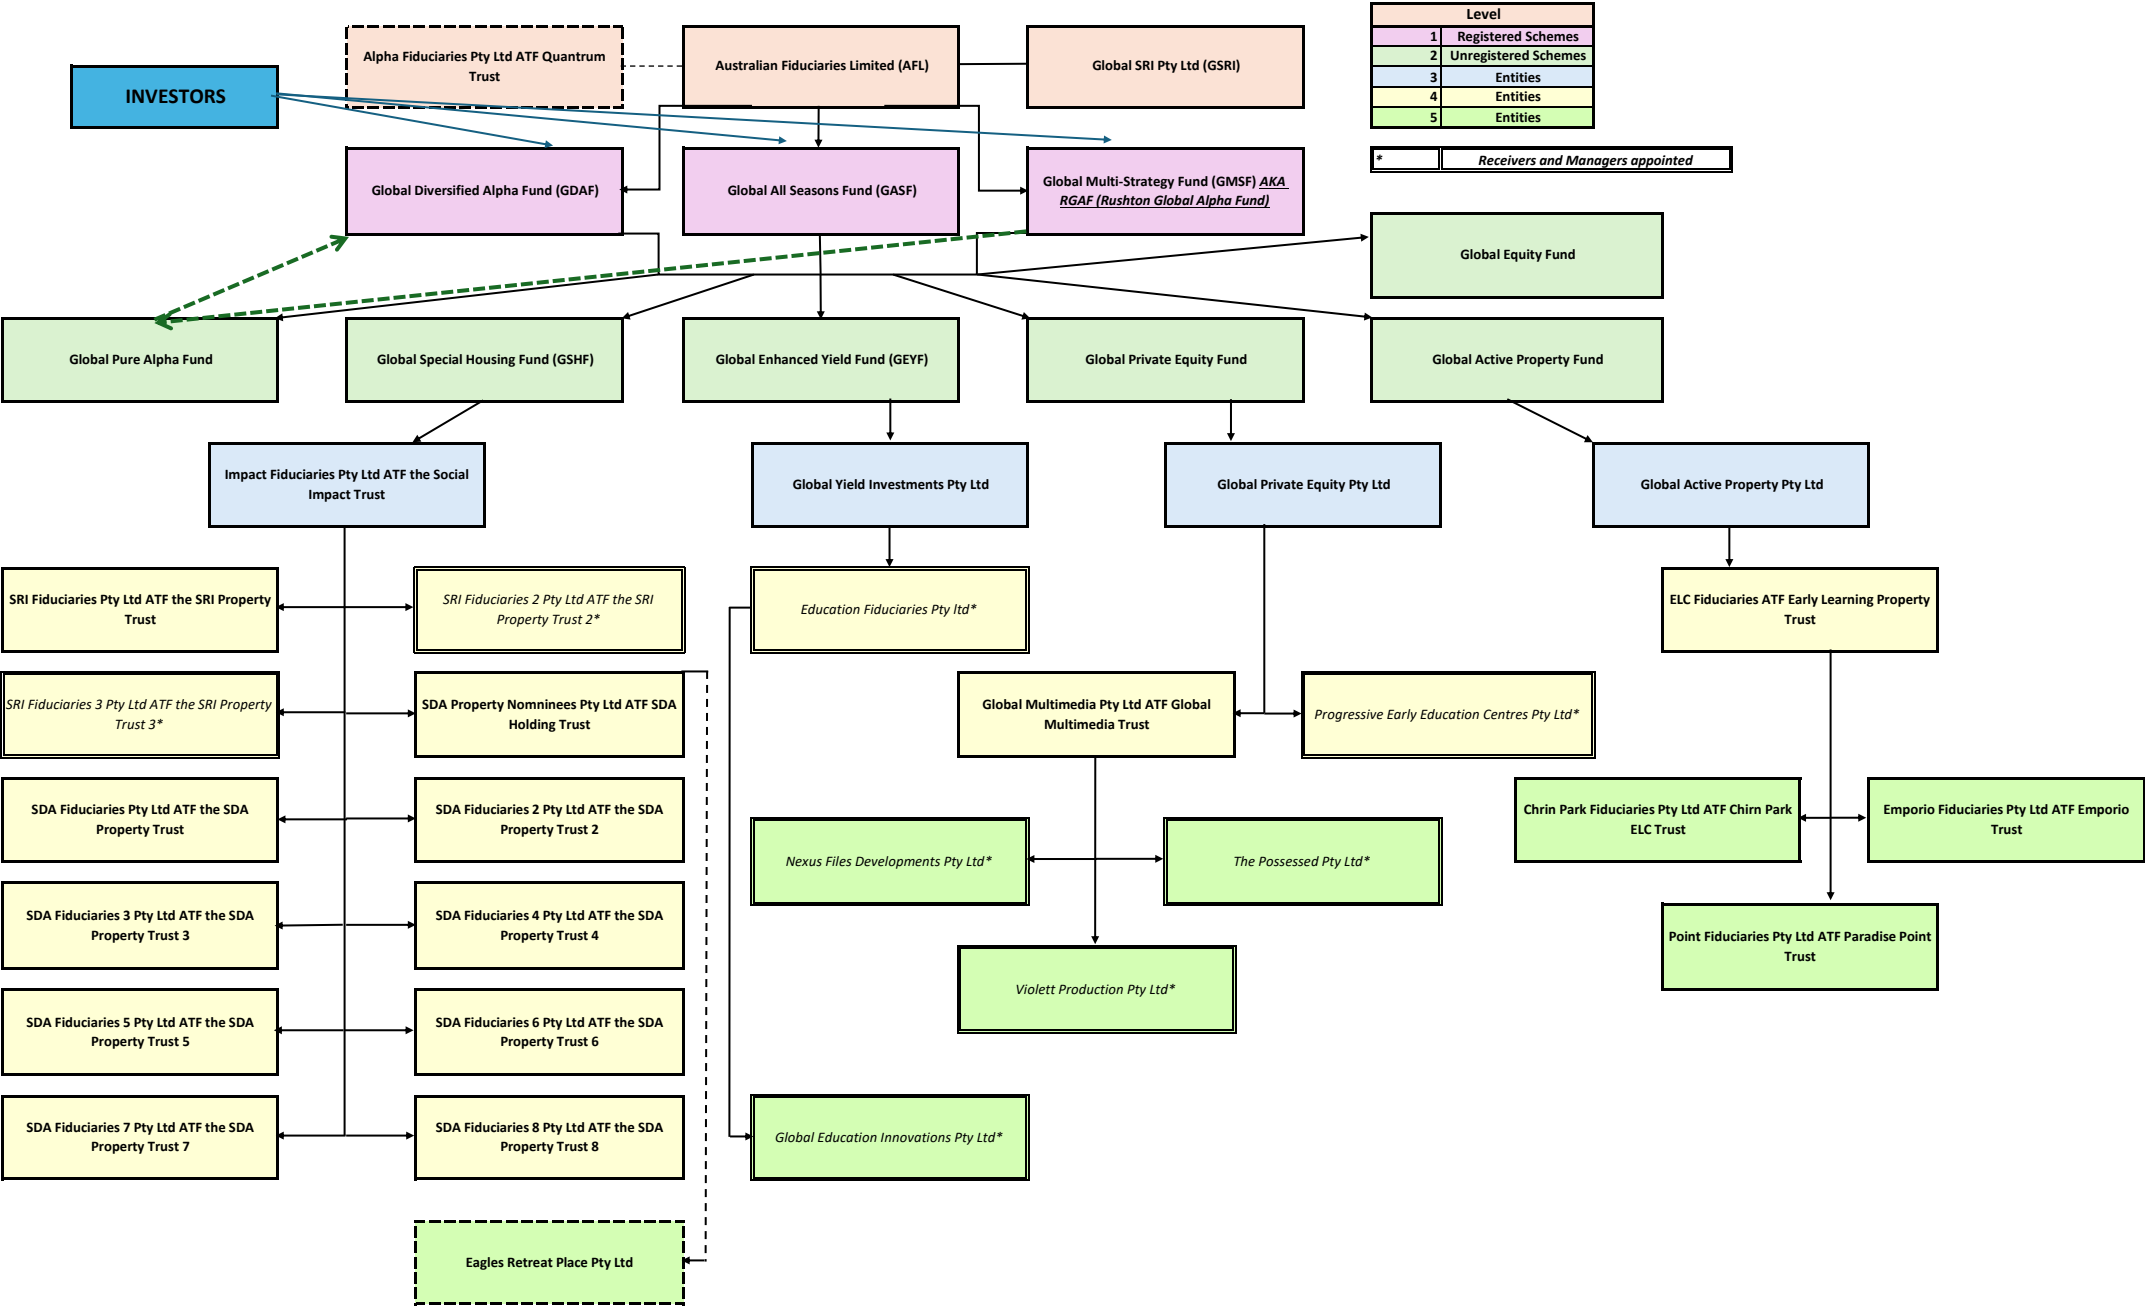 Level
1 Registered Schemes
2 Unregistered Schemes
3 Entities
4 Entities
5 Entities
* Receivers and Managers appointed
Alpha Fiduciaries Pty Ltd ATF Quantrum
Trust
Australian Fiduciaries Limited (AFL)
Global SRI Pty Ltd (GSRI)
INVESTORS
Global Diversified Alpha Fund (GDAF)
Global All Seasons Fund (GASF)
Global Multi-Strategy Fund (GMSF) AKA
RGAF (Rushton Global Alpha Fund)
Global Equity Fund
Global Pure Alpha Fund
Global Special Housing Fund (GSHF)
Global Enhanced Yield Fund (GEYF)
Global Private Equity Fund
Global Active Property Fund
Impact Fiduciaries Pty Ltd ATF the Social
Impact Trust
Global Yield Investments Pty Ltd
Global Private Equity Pty Ltd
Global Active Property Pty Ltd
SRI Fiduciaries Pty Ltd ATF the SRI Property
Trust
SRI Fiduciaries 2 Pty Ltd ATF the SRI
Property Trust 2*
Education Fiduciaries Pty ltd*
ELC Fiduciaries ATF Early Learning Property
Trust
SRI Fiduciaries 3 Pty Ltd ATF the SRI Property
Trust 3*
SDA Property Nomninees Pty Ltd ATF SDA
Holding Trust
Global Multimedia Pty Ltd ATF Global
Multimedia Trust
Progressive Early Education Centres Pty Ltd*
SDA Fiduciaries Pty Ltd ATF the SDA
Property Trust
SDA Fiduciaries 2 Pty Ltd ATF the SDA
Property Trust 2
Chrin Park Fiduciaries Pty Ltd ATF Chirn Park
ELC Trust
Emporio Fiduciaries Pty Ltd ATF Emporio
Trust
Nexus Files Developments Pty Ltd*
The Possessed Pty Ltd*
SDA Fiduciaries 3 Pty Ltd ATF the SDA
Property Trust 3
SDA Fiduciaries 4 Pty Ltd ATF the SDA
Property Trust 4
Point Fiduciaries Pty Ltd ATF Paradise Point
Trust
Violett Production Pty Ltd*
SDA Fiduciaries 5 Pty Ltd ATF the SDA
Property Trust 5
SDA Fiduciaries 6 Pty Ltd ATF the SDA
Property Trust 6
SDA Fiduciaries 7 Pty Ltd ATF the SDA
Property Trust 7
SDA Fiduciaries 8 Pty Ltd ATF the SDA
Property Trust 8
Global Education Innovations Pty Ltd*
Eagles Retreat Place Pty Ltd